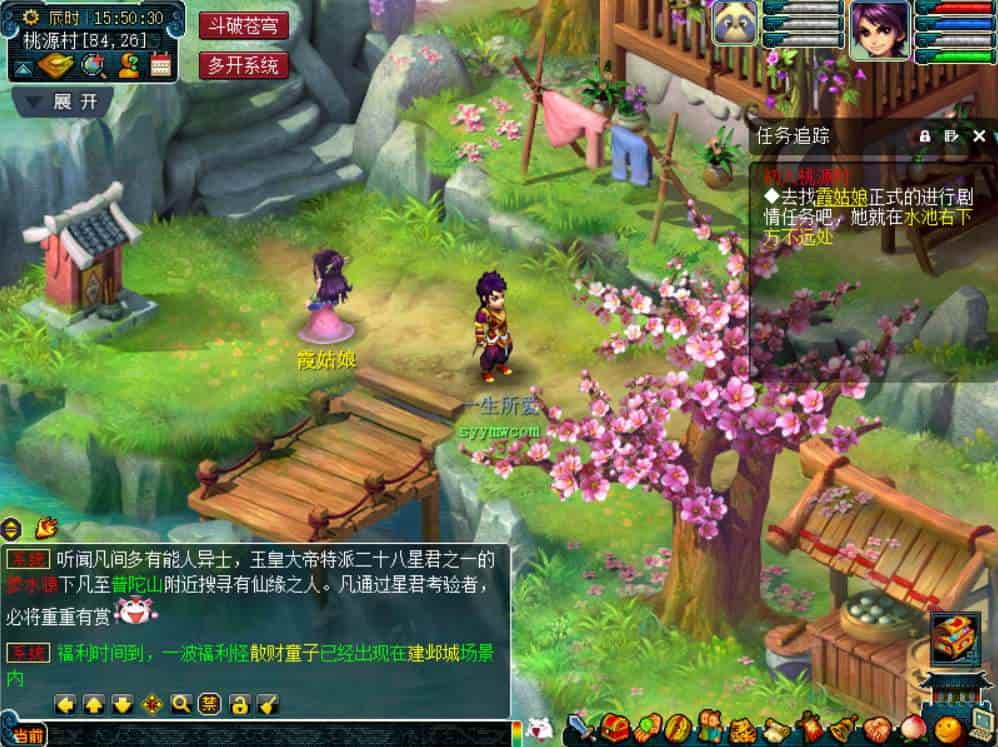 辰时 15:50:30
桃源村[84,26]
斗破苍穹
多开系统
展 开
任务追踪
初入桃源村
◆去找霞姑娘正式的进行剧
情任务吧，她就在水池右下
方不远处
霞姑娘
一生所爱
syymwcom
系统 听闻凡间多有能人异士，玉皇大帝特派二十八星君之一的
参水猿下凡至普陀山附近搜寻有仙缘之人。凡通过星君考验者，
必将重重有赏
系统 福利时间到，一波福利怪散财童子已经出现在建邺城场景
内
禁
当前